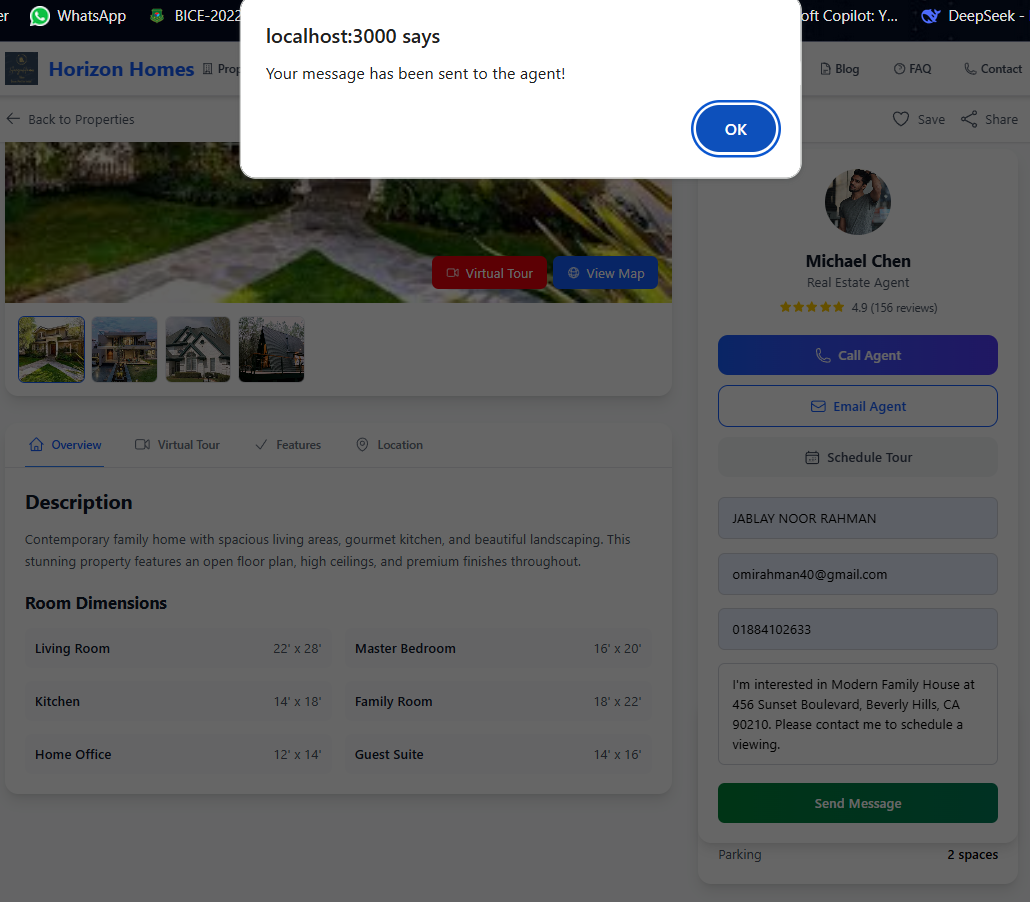 er WhatsApp BICE-2022 oft Copilot: Y... DeepSeek -
localhost:3000 says
Your message has been sent to the agent!
OK
Horizon Homes Prop Blog FAQ Contact
Back to Properties Save Share
Virtual Tour View Map
Michael Chen
Real Estate Agent
4.9 (156 reviews)
Call Agent
Email Agent
Schedule Tour
JABLAY NOOR RAHMAN
omirahman40@gmail.com
01884102633
I'm interested in Modern Family House at
456 Sunset Boulevard, Beverly Hills, CA
90210. Please contact me to schedule a
viewing.
Send Message
Parking 2 spaces
Overview Virtual Tour Features Location
Description
Contemporary family home with spacious living areas, gourmet kitchen, and beautiful landscaping. This
stunning property features an open floor plan, high ceilings, and premium finishes throughout.
Room Dimensions
Living Room 22' x 28' Master Bedroom 16' x 20'
Kitchen 14' x 18' Family Room 18' x 22'
Home Office 12' x 14' Guest Suite 14' x 16'